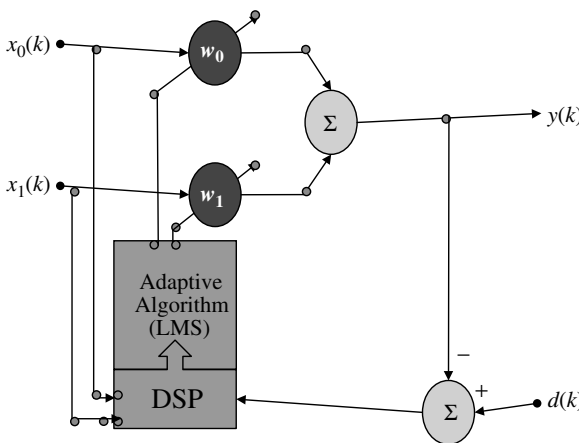 x₀(k)
w₀
Σ
y(k)
x₁(k)
w₁
Adaptive
Algorithm
(LMS)
−
+
DSP
Σ
d(k)